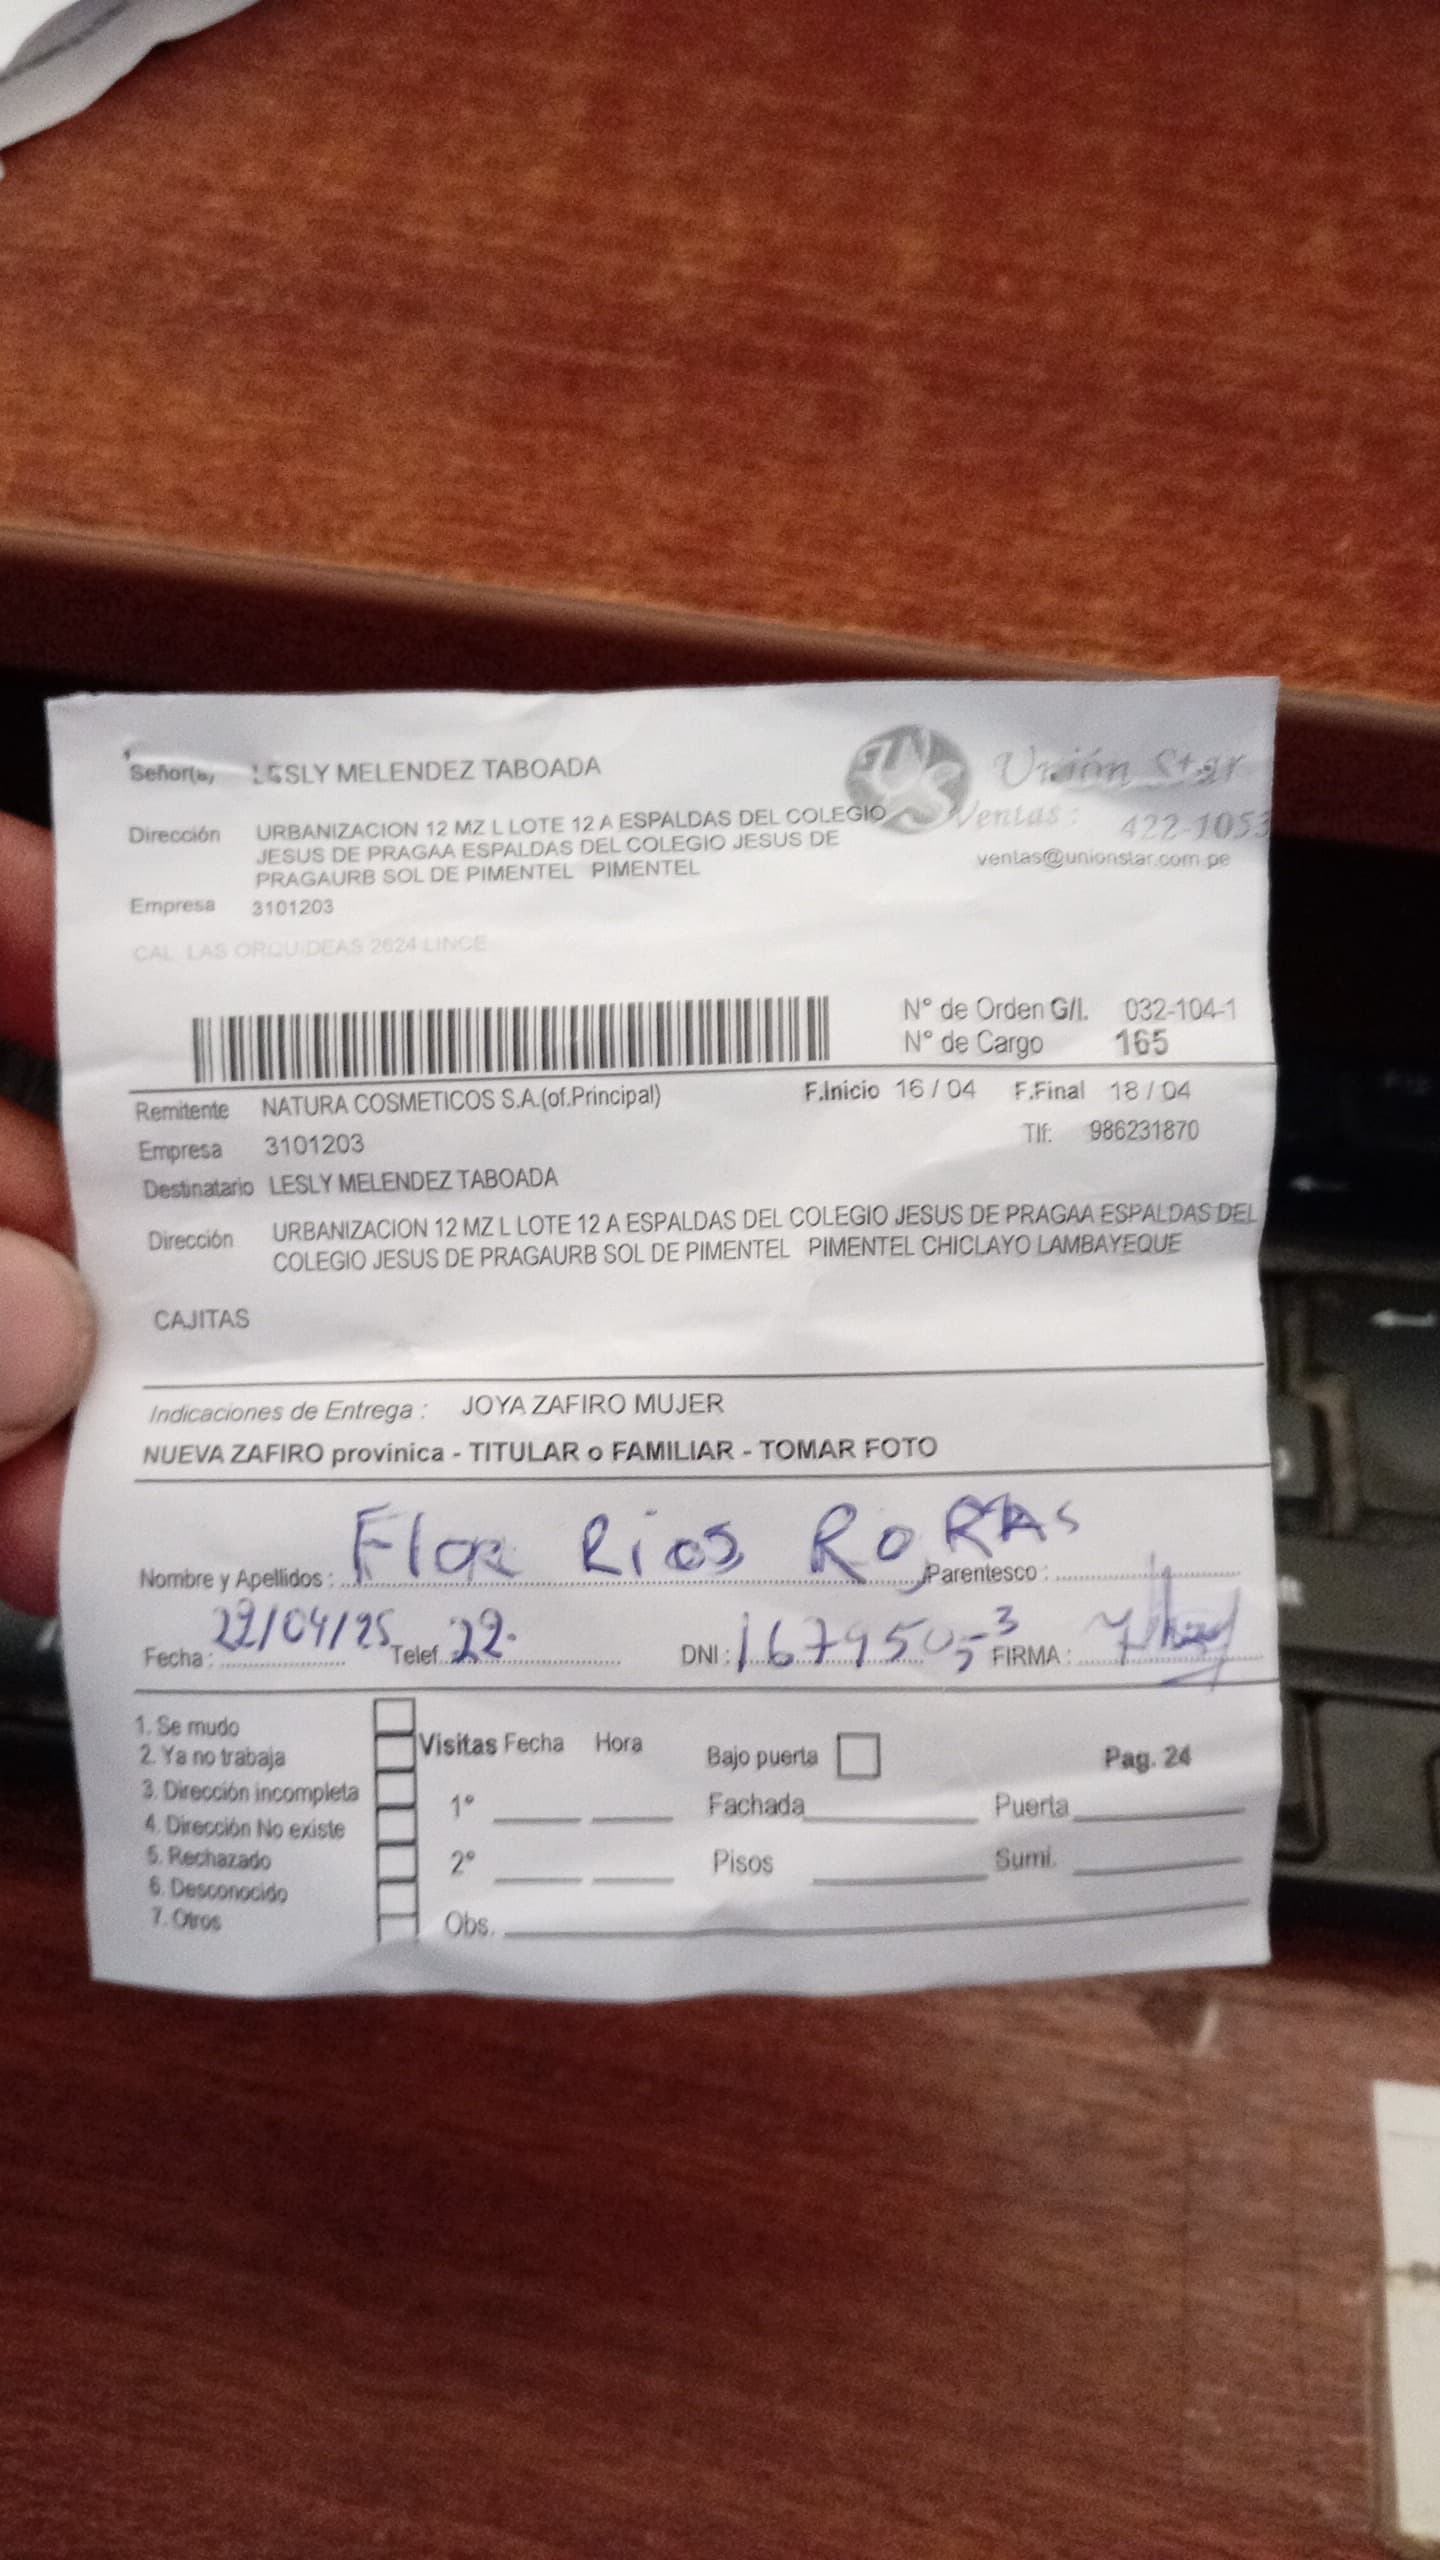 Señor(a) LESLY MELENDEZ TABOADA
Unión Star
Dirección URBANIZACION 12 MZ L LOTE 12 A ESPALDAS DEL COLEGIO
JESUS DE PRAGAA ESPALDAS DEL COLEGIO JESUS DE
PRAGAURB SOL DE PIMENTEL PIMENTEL
Ventas: 422-1053
ventas@unionstar.com.pe
Empresa 3101203
CAL LAS ORQUIDEAS 2624 LINCE
N° de Orden G/I. 032-104-1
N° de Cargo 165
Remitente NATURA COSMETICOS S.A.(of.Principal) F.Inicio 16 / 04 F.Final 18 / 04
Empresa 3101203 Tlf: 986231870
Destinatario LESLY MELENDEZ TABOADA
Dirección URBANIZACION 12 MZ L LOTE 12 A ESPALDAS DEL COLEGIO JESUS DE PRAGAA ESPALDAS DEL
COLEGIO JESUS DE PRAGAURB SOL DE PIMENTEL PIMENTEL CHICLAYO LAMBAYEQUE
CAJITAS
Indicaciones de Entrega : JOYA ZAFIRO MUJER
NUEVA ZAFIRO provinica - TITULAR o FAMILIAR - TOMAR FOTO
Nombre y Apellidos : Flor Rios RojRAs Parentesco :
Fecha : 22/04/25 Telef. 22. DNI : FIRMA :
1. Se mudo
2. Ya no trabaja
3. Dirección incompleta
4. Dirección No existe
5. Rechazado
6. Desconocido
7. Otros
Visitas Fecha Hora
1°
2°
Obs.
Bajo puerta
Fachada
Pisos
Pag. 24
Puerta
Sumi.